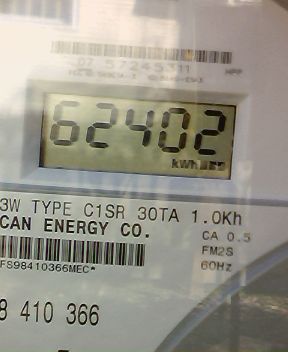 07 57245311
62402
kWh
3W TYPE C1SR 30TA 1.0Kh
CAN ENERGY CO.
CA 0.5
FM2S
60Hz
FS98410366MEC*
8 410 366